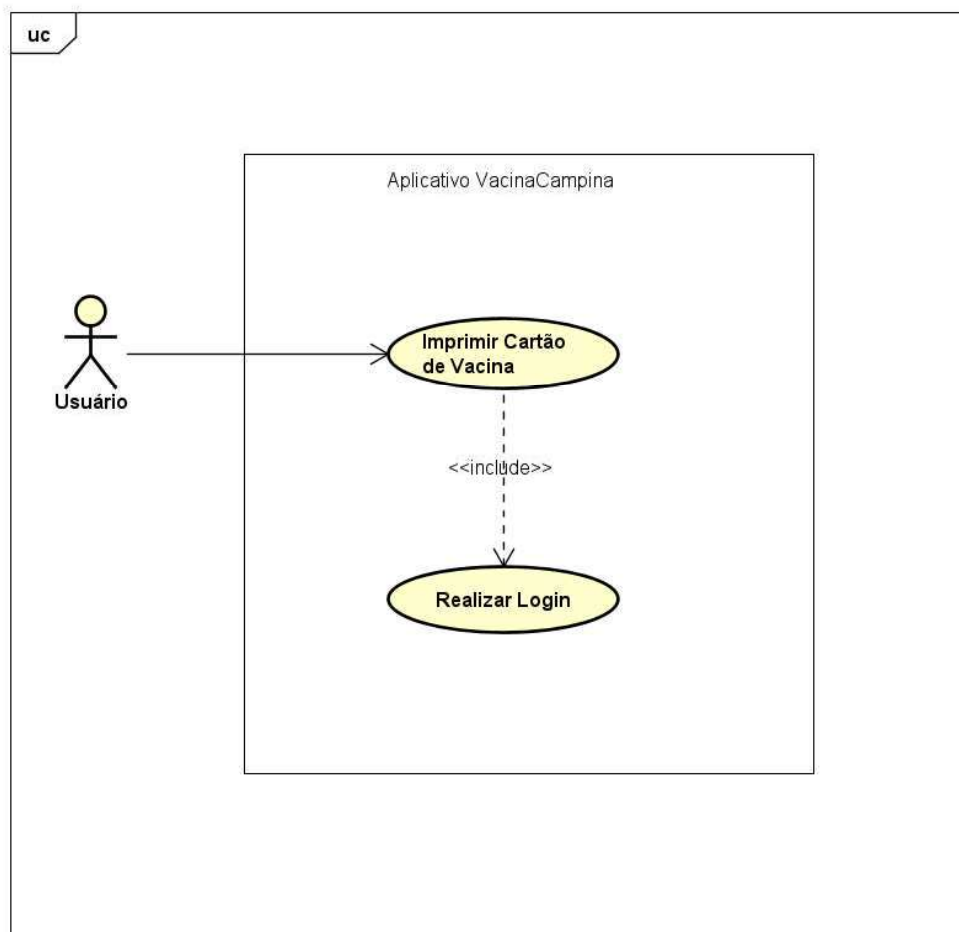 uc
Aplicativo VacinaCampina
Imprimir Cartão
de Vacina
Usuário
<<include>>
Realizar Login